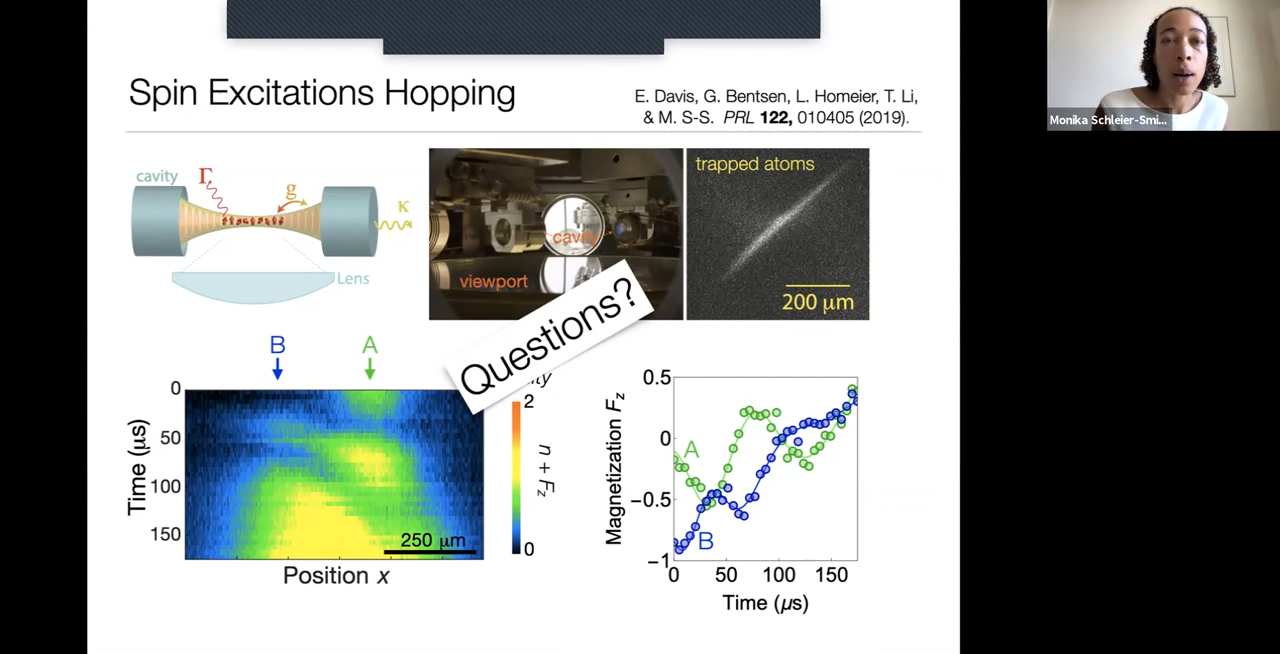 Spin Excitations Hopping
E. Davis, G. Bentsen, L. Homeier, T. Li,
& M. S-S. PRL 122, 010405 (2019).
Monika Schleier-Smi...
cavity
Γ
g
κ
Lens
cavity
viewport
trapped atoms
200 μm
Questions?
B
A
0
50
100
150
Time (μs)
250 μm
Position x
2
0
n + Fz
0.5
0
−0.5
−1
Magnetization Fz
A
B
0 50 100 150
Time (μs)